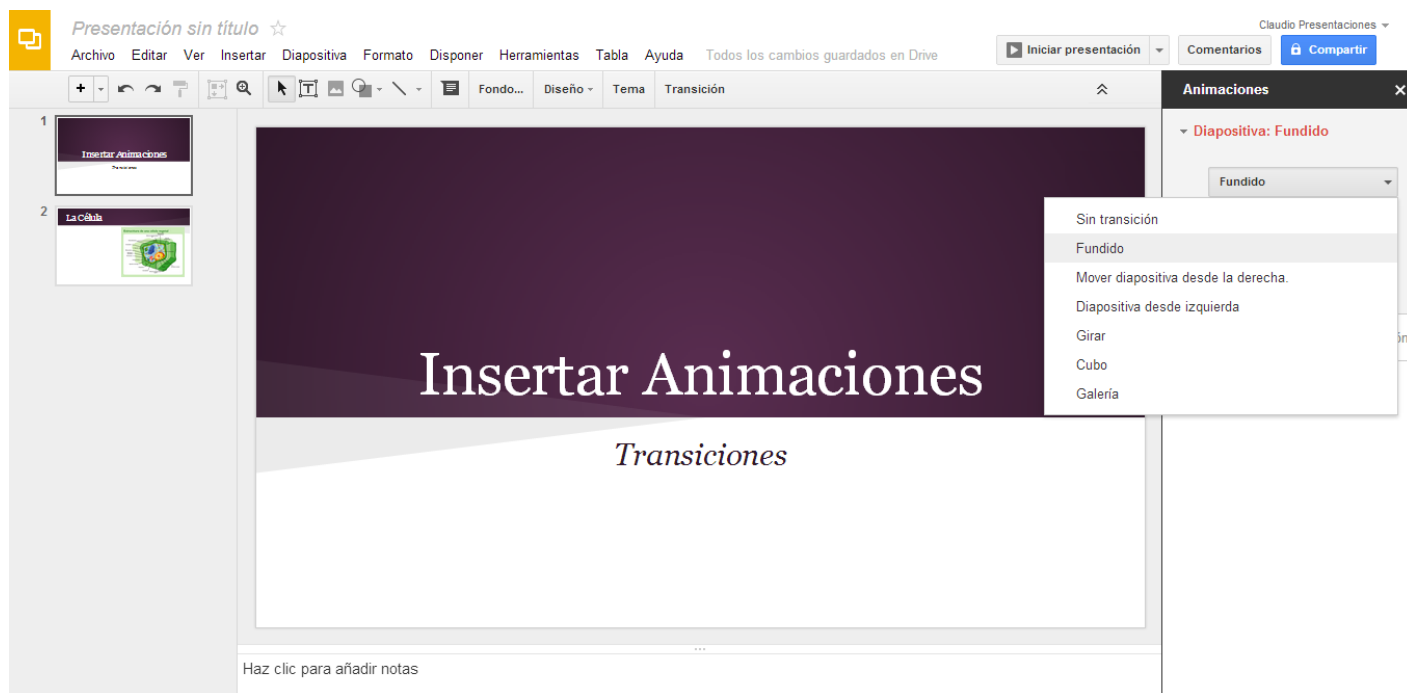 Presentación sin título
Claudio Presentaciones
Archivo Editar Ver Insertar Diapositiva Formato Disponer Herramientas Tabla Ayuda Todos los cambios guardados en Drive
Iniciar presentación
Comentarios
Compartir
Fondo... Diseño Tema Transición
Animaciones
1
Insertar Animaciones
Transiciones
2
La Célula
Insertar Animaciones
Transiciones
Diapositiva: Fundido
Fundido
Sin transición
Fundido
Mover diapositiva desde la derecha.
Diapositiva desde izquierda
Girar
Cubo
Galería
Haz clic para añadir notas